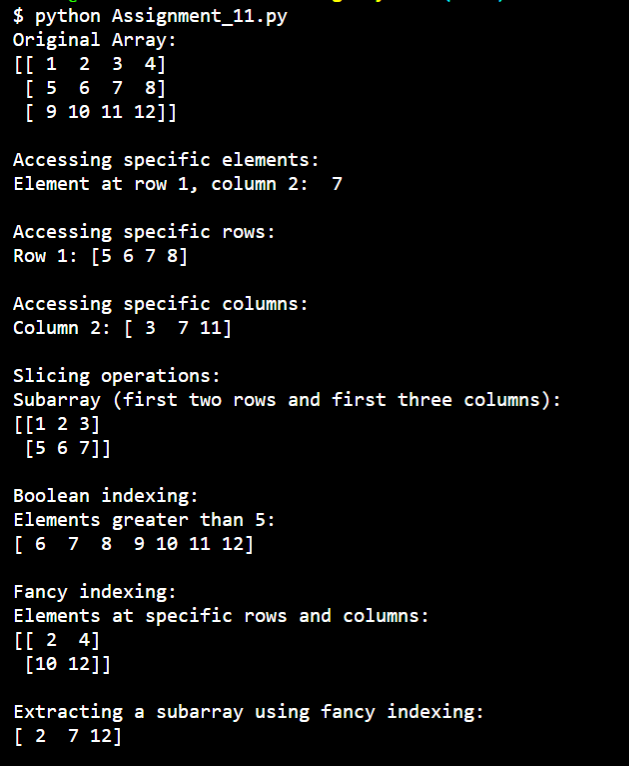 $ python Assignment_11.py
Original Array:
[[ 1  2  3  4]
 [ 5  6  7  8]
 [ 9 10 11 12]]

Accessing specific elements:
Element at row 1, column 2:  7

Accessing specific rows:
Row 1: [5 6 7 8]

Accessing specific columns:
Column 2: [ 3  7 11]

Slicing operations:
Subarray (first two rows and first three columns):
[[1 2 3]
 [5 6 7]]

Boolean indexing:
Elements greater than 5:
[ 6  7  8  9 10 11 12]

Fancy indexing:
Elements at specific rows and columns:
[[ 2  4]
 [10 12]]

Extracting a subarray using fancy indexing:
[ 2  7 12]